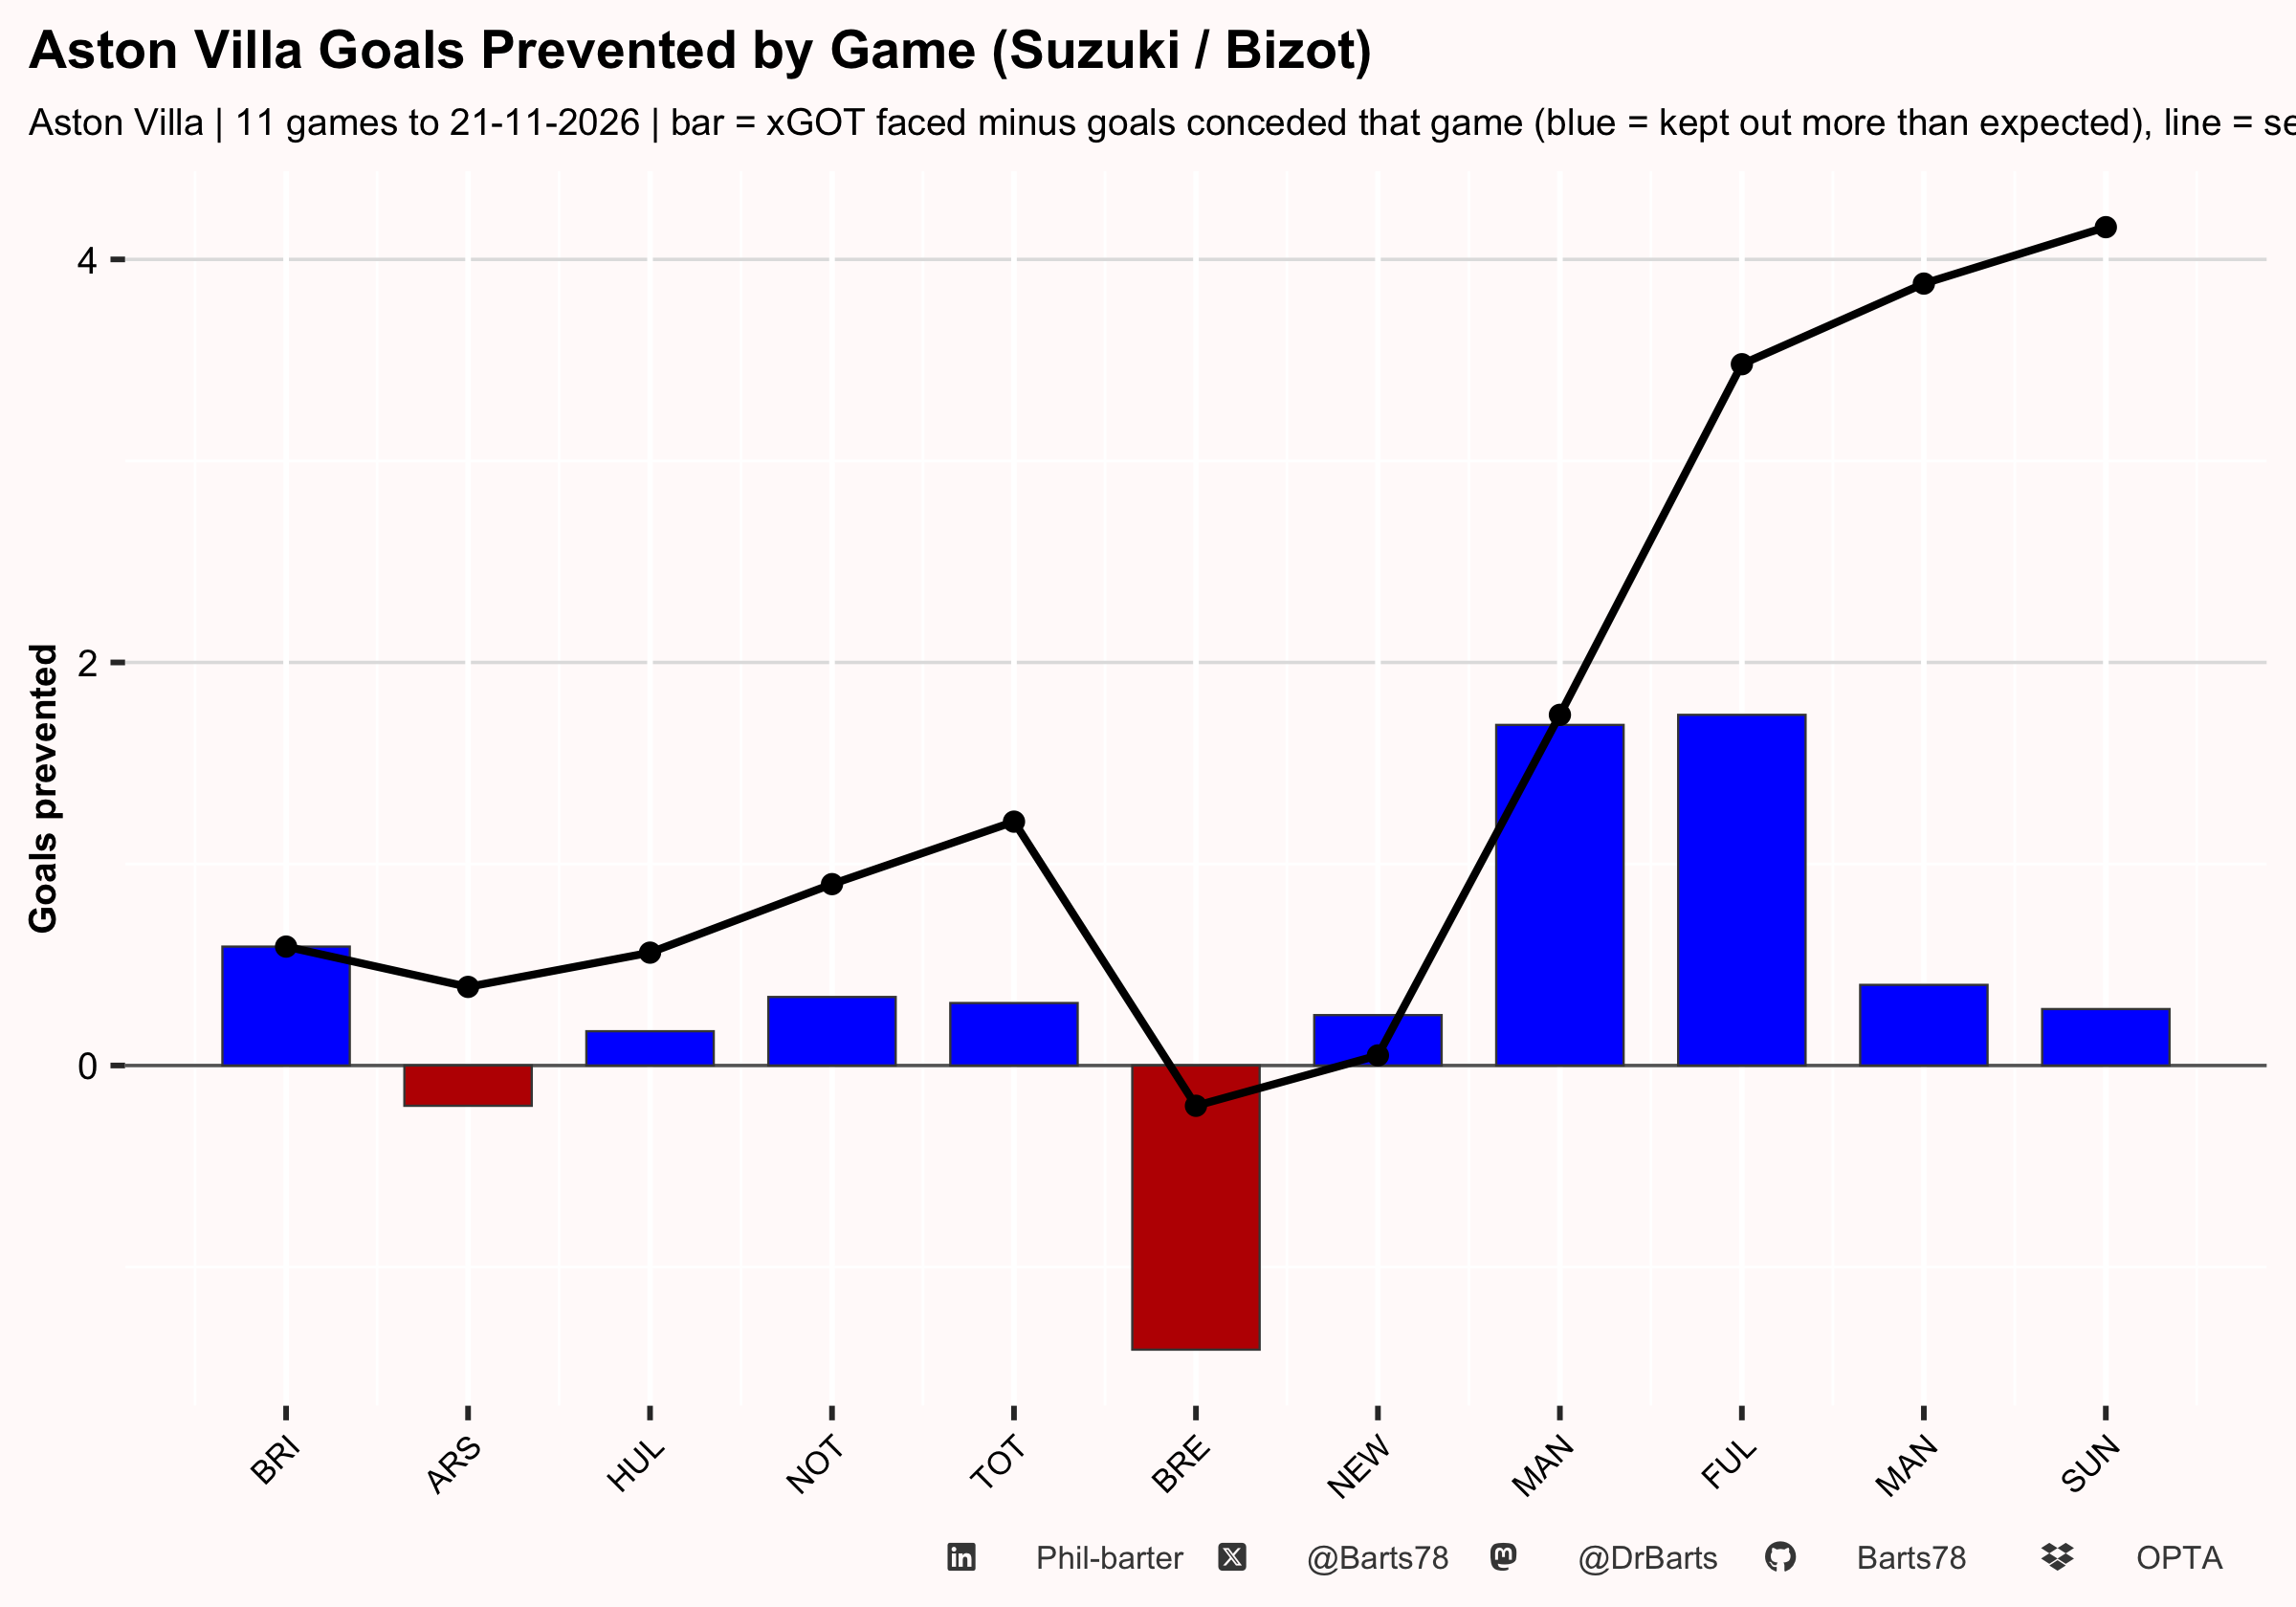 Aston Villa Goals Prevented by Game (Suzuki / Bizot)
Aston Villa | 11 games to 21-11-2026 | bar = xGOT faced minus goals conceded that game (blue = kept out more than expected), line = se
Goals prevented
4
2
0
BRI ARS HUL NOT TOT BRE NEW MAN FUL MAN SUN
Phil-barter @Barts78 @DrBarts Barts78 OPTA